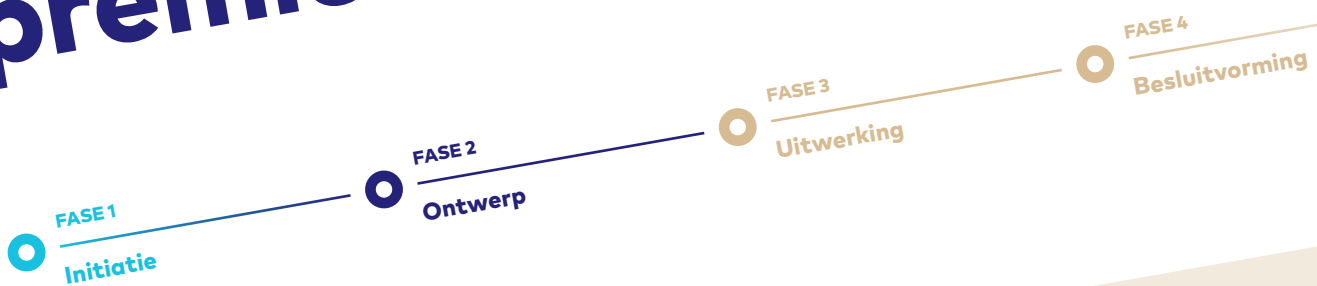 FASE 1
Initiatie
FASE 2
Ontwerp
FASE 3
Uitwerking
FASE 4
Besluitvorming